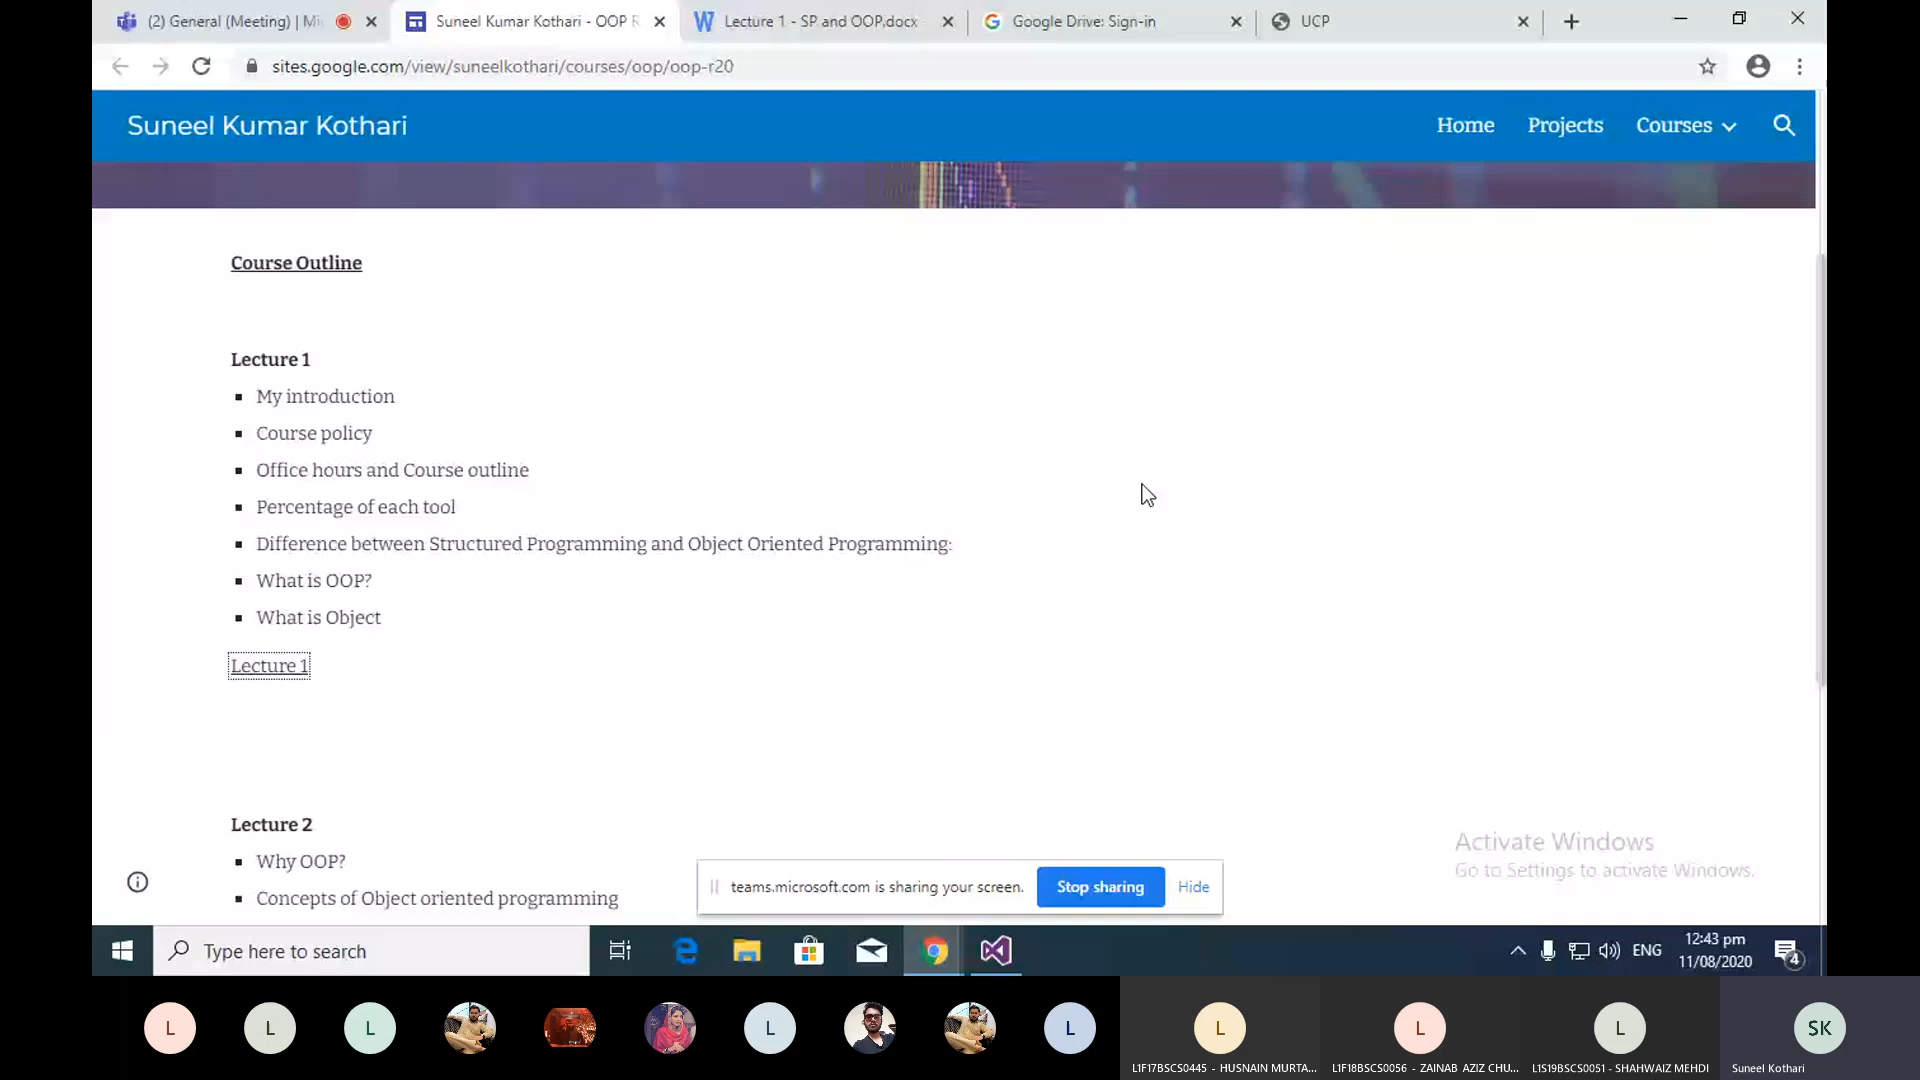 (2) General (Meeting) | Mi
Suneel Kumar Kothari - OOP R
Lecture 1 - SP and OOP.docx
Google Drive: Sign-in
UCP
sites.google.com/view/suneelkothari/courses/oop/oop-r20
Suneel Kumar Kothari
Home
Projects
Courses
Course Outline
Lecture 1
My introduction
Course policy
Office hours and Course outline
Percentage of each tool
Difference between Structured Programming and Object Oriented Programming:
What is OOP?
What is Object
Lecture 1
Lecture 2
Why OOP?
Concepts of Object oriented programming
Activate Windows
Go to Settings to activate Windows.
teams.microsoft.com is sharing your screen.
Stop sharing
Hide
Type here to search
ENG
12:43 pm
11/08/2020
4
L
L
L
L
L
L
L
L
SK
L1F17BSCS0445 - HUSNAIN MURTA...
L1F18BSCS0056 - ZAINAB AZIZ CHU...
L1S19BSCS0051 - SHAHWAIZ MEHDI
Suneel Kothari